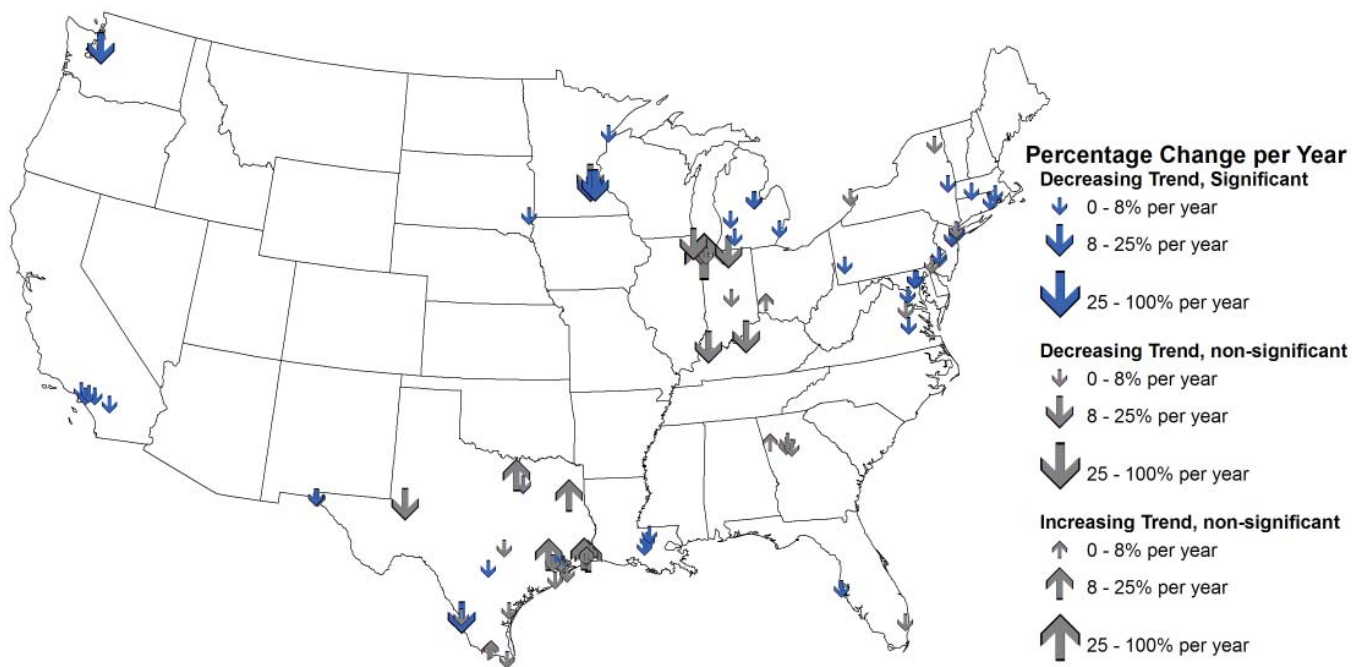 Percentage Change per Year
Decreasing Trend, Significant
0 - 8% per year
8 - 25% per year
25 - 100% per year
Decreasing Trend, non-significant
0 - 8% per year
8 - 25% per year
25 - 100% per year
Increasing Trend, non-significant
0 - 8% per year
8 - 25% per year
25 - 100% per year